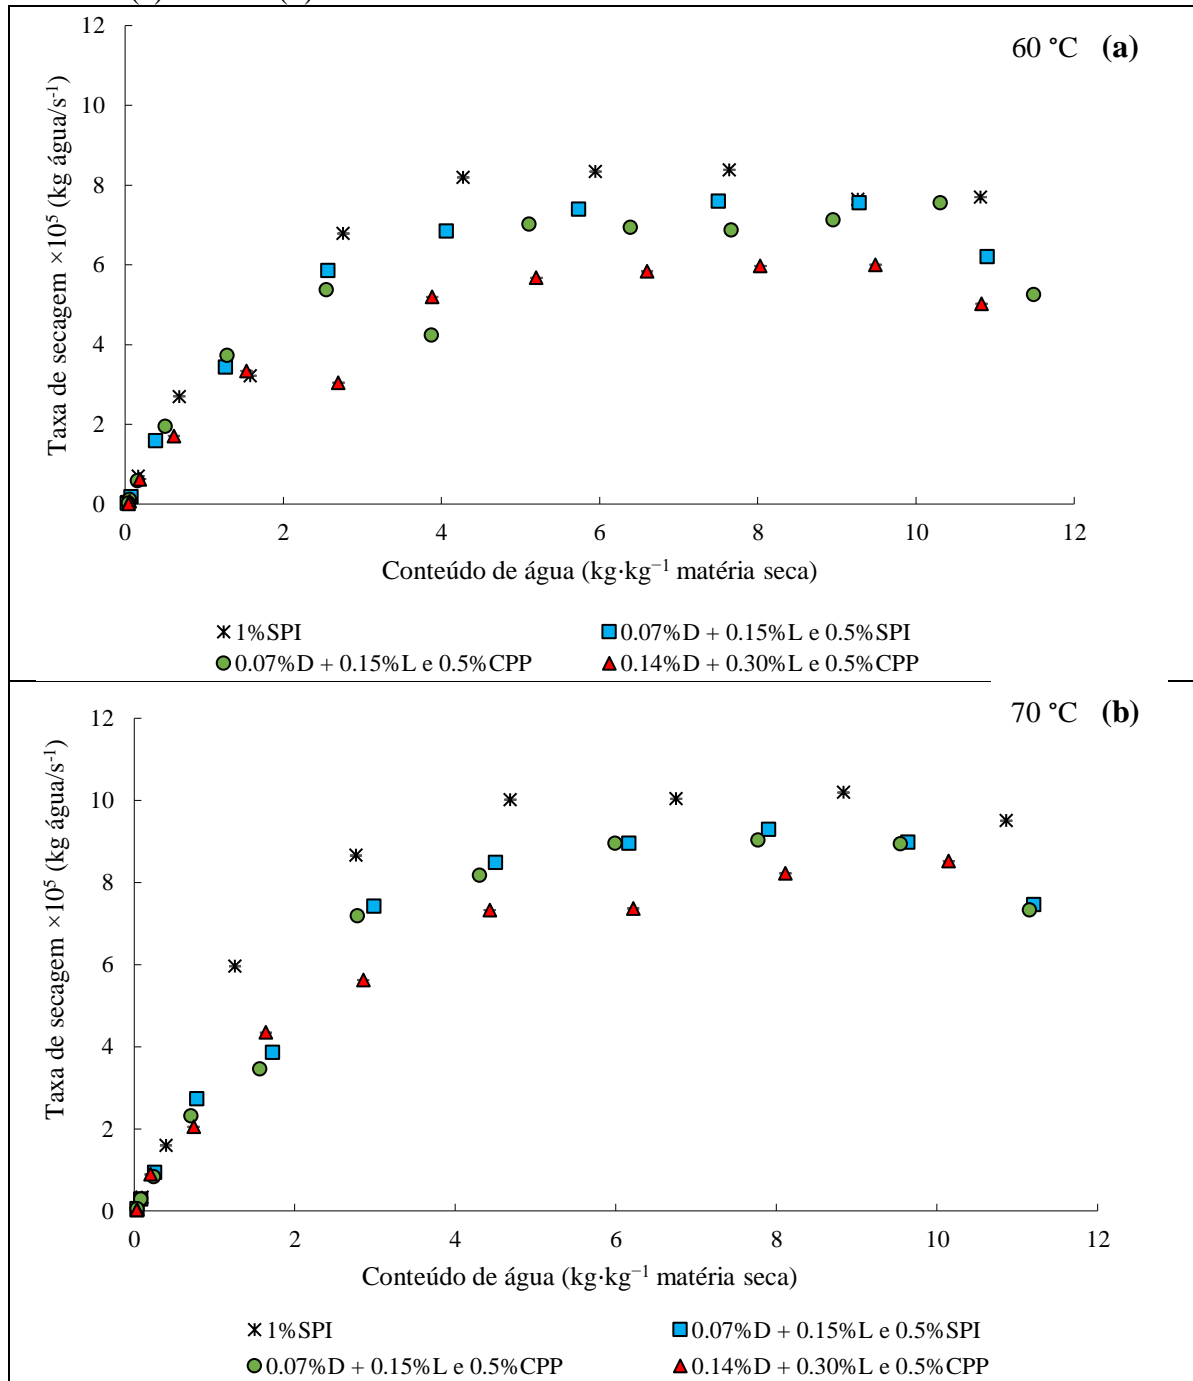 60 °C (a)
Taxa de secagem ×10⁵ (kg água/s⁻¹)
12
10
8
6
4
2
0
0 2 4 6 8 10 12
Conteúdo de água (kg·kg⁻¹ matéria seca)
1%SPI 0.07%D + 0.15%L e 0.5%SPI
0.07%D + 0.15%L e 0.5%CPP 0.14%D + 0.30%L e 0.5%CPP
70 °C (b)
Taxa de secagem ×10⁵ (kg água/s⁻¹)
12
10
8
6
4
2
0
0 2 4 6 8 10 12
Conteúdo de água (kg·kg⁻¹ matéria seca)
1%SPI 0.07%D + 0.15%L e 0.5%SPI
0.07%D + 0.15%L e 0.5%CPP 0.14%D + 0.30%L e 0.5%CPP